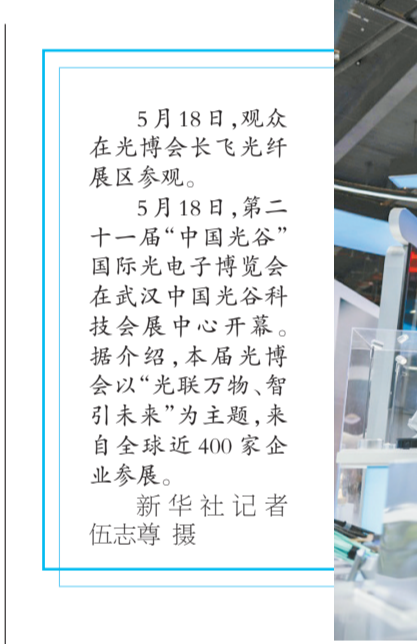 5月18日,观众
在光博会长飞光纤
展区参观。
5月18日,第二
十一届“中国光谷”
国际光电子博览会
在武汉中国光谷科
技会展中心开幕。
据介绍,本届光博
会以“光联万物、智
引未来”为主题,来
自全球近400家企
业参展。
新华社记者
伍志尊 摄